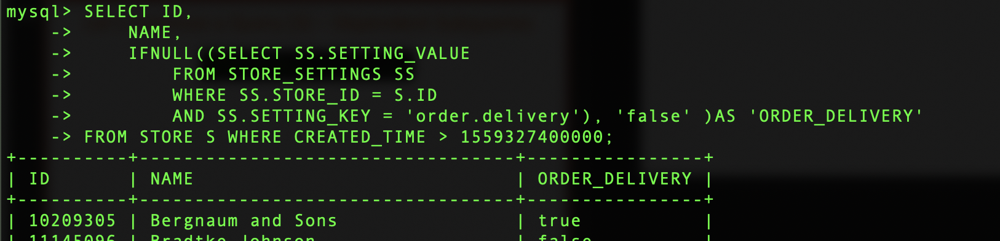 mysql> SELECT ID,
    ->     NAME,
    ->     IFNULL((SELECT SS.SETTING_VALUE
    ->         FROM STORE_SETTINGS SS
    ->         WHERE SS.STORE_ID = S.ID
    ->         AND SS.SETTING_KEY = 'order.delivery'), 'false' )AS 'ORDER_DELIVERY'
    -> FROM STORE S WHERE CREATED_TIME > 1559327400000;
+----------+----------------------------------+----------------+
| ID       | NAME                             | ORDER_DELIVERY |
+----------+----------------------------------+----------------+
| 10209305 | Bergnaum and Sons                | true           |
| 11145096 | Bradtke Johnson                  | false          |